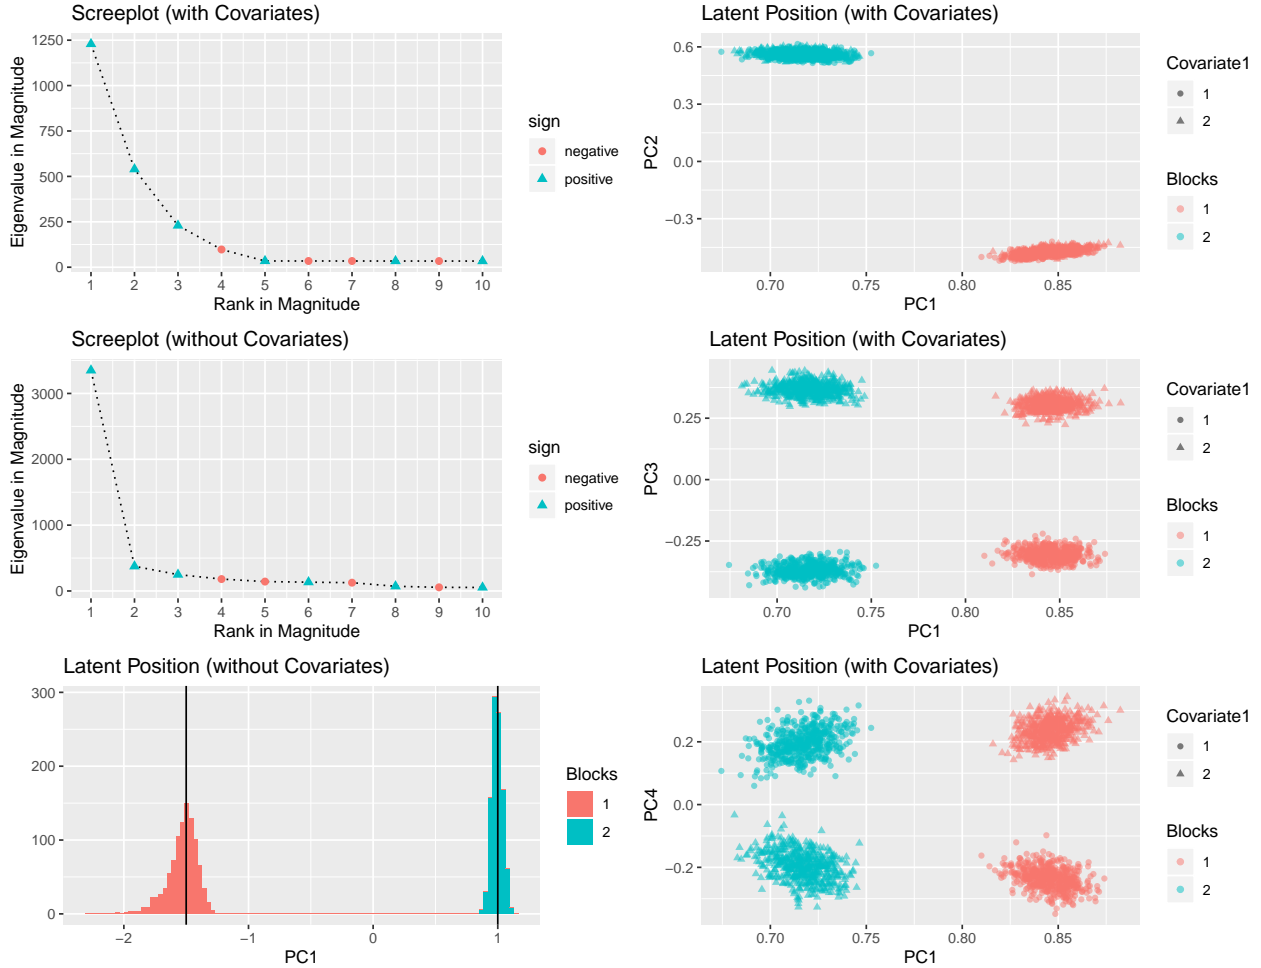 Screeplot (with Covariates)
Eigenvalue in Magnitude
1250
1000
750
500
250
0
1 2 3 4 5 6 7 8 9 10
Rank in Magnitude
sign
negative
positive
Latent Position (with Covariates)
PC2
0.6
0.3
0.0
−0.3
0.70 0.75 0.80 0.85
PC1
Covariate1
1
2
Blocks
1
2
Screeplot (without Covariates)
Eigenvalue in Magnitude
3000
2000
1000
0
1 2 3 4 5 6 7 8 9 10
Rank in Magnitude
sign
negative
positive
Latent Position (with Covariates)
PC3
0.25
0.00
−0.25
0.70 0.75 0.80 0.85
PC1
Covariate1
1
2
Blocks
1
2
Latent Position (without Covariates)
300
200
100
0
−2 −1 0 1
PC1
Blocks
1
2
Latent Position (with Covariates)
PC4
0.2
0.0
−0.2
0.70 0.75 0.80 0.85
PC1
Covariate1
1
2
Blocks
1
2